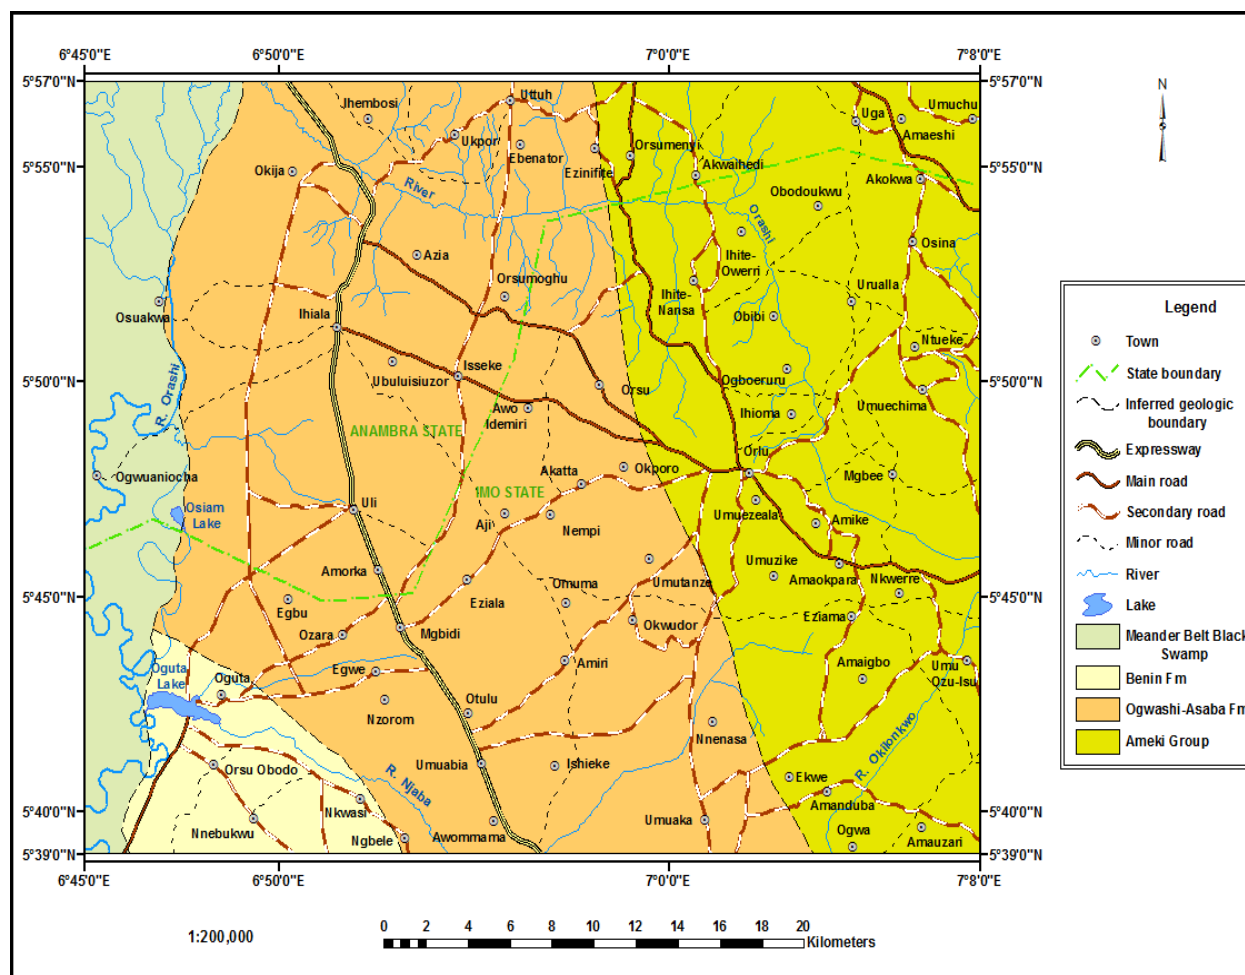 6°45'0"E
6°50'0"E
7°0'0"E
7°8'0"E
5°57'0"N
5°57'0"N
N
Ihembosi
Uttuh
Uga
Umuchu
Amaeshi
Ukpor
Ebenator
Orsumenyi
5°55'0"N
5°55'0"N
Okija
Ezinifite
Akwaihedi
Akokwa
River
Obodoukwu
Orashi
Azia
Osina
Ihite-
Owerri
Orsumoghu
Ihite-
Nansa
Urualla
Osuakwa
Ihiala
Obibi
Ntueke
R. Orashi
Ubuluisiuzor
Isseke
Ogboeruru
5°50'0"N
5°50'0"N
Orsu
Umuechima
Awo
Idemiri
Ihioma
ANAMBRA STATE
Orlu
Ogwuaniocha
Akatta
Okporo
Mgbee
IMO STATE
Osiam
Lake
Uli
Umuezeala
Aji
Nempi
Amike
Amorka
Omuma
Umutanze
Umuzike
Amaokpara
Nkwerre
5°45'0"N
5°45'0"N
Egbu
Eziala
Ozara
Mgbidi
Okwudor
Eziama
Oguta
Lake
Oguta
Egwe
Amiri
Amaigbo
Umu
Ozu-Isu
Nzorom
Otulu
Nnenasa
R. Okilonkwo
Orsu Obodo
R. Njaba
Umuabia
Ishieke
Ekwe
Amanduba
5°40'0"N
5°40'0"N
Nkwasi
Nnebukwu
Ngbele
Awommama
Umuaka
Ogwa
Amauzari
5°39'0"N
5°39'0"N
6°45'0"E
6°50'0"E
7°0'0"E
7°8'0"E
Legend
Town
State boundary
Inferred geologic
boundary
Expressway
Main road
Secondary road
Minor road
River
Lake
Meander Belt Black
Swamp
Benin Fm
Ogwashi-Asaba Fm
Ameki Group
1:200,000
0 2 4 6 8 10 12 14 16 18 20
Kilometers